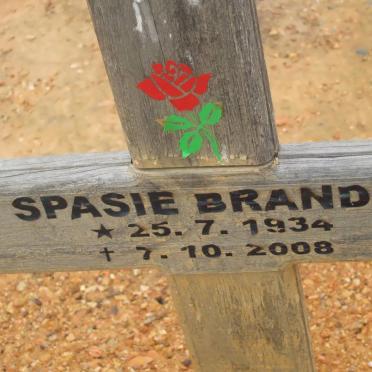 SPASIE BRAND
★ 25. 7. 1934
† 7. 10. 2008